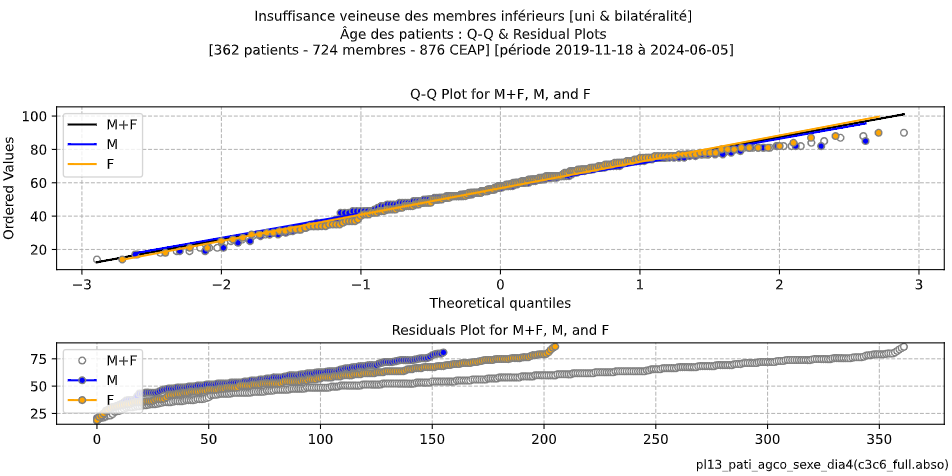 Insuffisance veineuse des membres inférieurs [uni & bilatéralité]
Âge des patients : Q-Q & Residual Plots
[362 patients - 724 membres - 876 CEAP] [période 2019-11-18 à 2024-06-05]
Q-Q Plot for M+F, M, and F
Ordered Values
100
80
60
40
20
M+F
M
F
−3
−2
−1
0
1
2
3
Theoretical quantiles
Residuals Plot for M+F, M, and F
75
50
25
M+F
M
F
0
50
100
150
200
250
300
350
pl13_pati_agco_sexe_dia4(c3c6_full.abso)